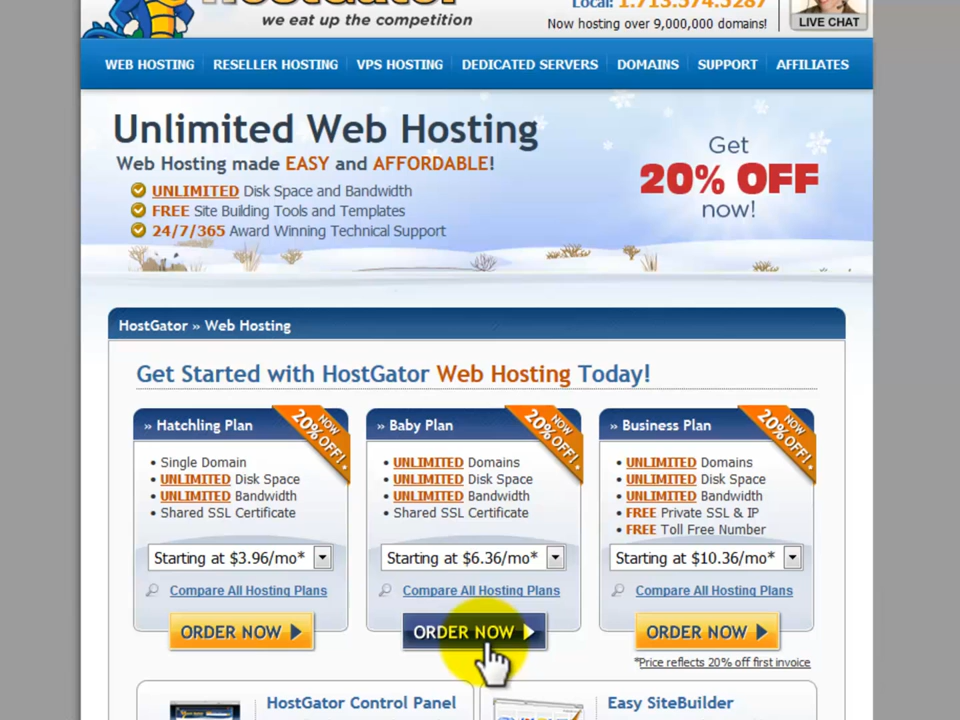 HostGator
we eat up the competition
Local: 1.713.574.5287
Now hosting over 9,000,000 domains!
LIVE CHAT
WEB HOSTING
RESELLER HOSTING
VPS HOSTING
DEDICATED SERVERS
DOMAINS
SUPPORT
AFFILIATES
Unlimited Web Hosting
Web Hosting made EASY and AFFORDABLE!
UNLIMITED Disk Space and Bandwidth
FREE Site Building Tools and Templates
24/7/365 Award Winning Technical Support
Get
20% OFF
now!
HostGator » Web Hosting
Get Started with HostGator Web Hosting Today!
» Hatchling Plan
NOW
20% OFF!
• Single Domain
• UNLIMITED Disk Space
• UNLIMITED Bandwidth
• Shared SSL Certificate
Starting at $3.96/mo*
Compare All Hosting Plans
ORDER NOW
» Baby Plan
NOW
20% OFF!
• UNLIMITED Domains
• UNLIMITED Disk Space
• UNLIMITED Bandwidth
• Shared SSL Certificate
Starting at $6.36/mo*
Compare All Hosting Plans
ORDER NOW
» Business Plan
NOW
20% OFF!
• UNLIMITED Domains
• UNLIMITED Disk Space
• UNLIMITED Bandwidth
• FREE Private SSL & IP
• FREE Toll Free Number
Starting at $10.36/mo*
Compare All Hosting Plans
ORDER NOW
*Price reflects 20% off first invoice
HostGator Control Panel
Easy SiteBuilder